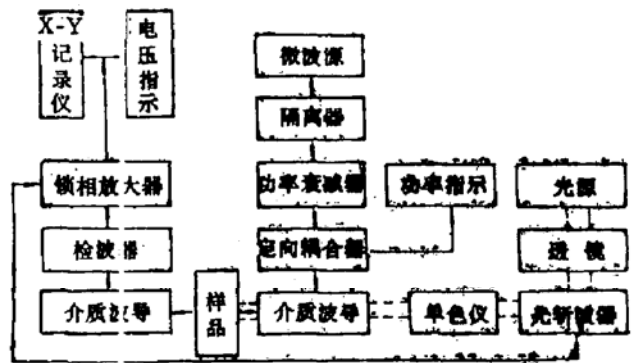 X-Y
记录仪
电压指示
微波源
隔离器
功率衰减器
功率指示
光源
锁相放大器
定向耦合器
透镜
检波器
介质波导
样品
介质波导
单色仪
光斩波器